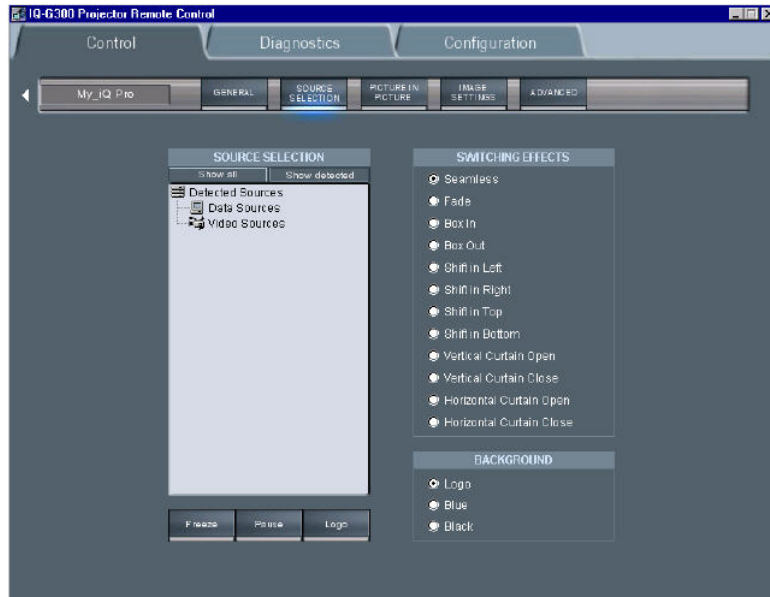 IQ-G300 Projector Remote Control
Control Diagnostics Configuration
My_iQ Pro
GENERAL
SOURCE
SELECTION
PICTURE IN
PICTURE
IMAGE
SETTINGS
ADVANCED
SOURCE SELECTION
Show all Show detected
Detected Sources
Data Sources
Video Sources
Freeze Pause Logo
SWITCHING EFFECTS
Seamless
Fade
Box In
Box Out
Shift in Left
Shift in Right
Shift in Top
Shift in Bottom
Vertical Curtain Open
Vertical Curtain Close
Horizontal Curtain Open
Horizontal Curtain Close
BACKGROUND
Logo
Blue
Black